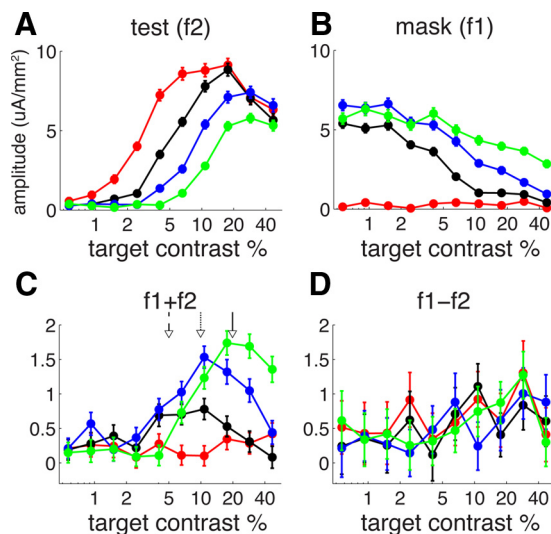 A test (f2)
B mask (f1)
amplitude (uA/mm²)
10
5
0
1 2 5 10 20 40
target contrast %
10
5
0
1 2 5 10 20 40
target contrast %
C f1+f2
D f1−f2
2
1.5
1
0.5
0
1 2 5 10 20 40
target contrast %
2
1.5
1
0.5
0
1 2 5 10 20 40
target contrast %